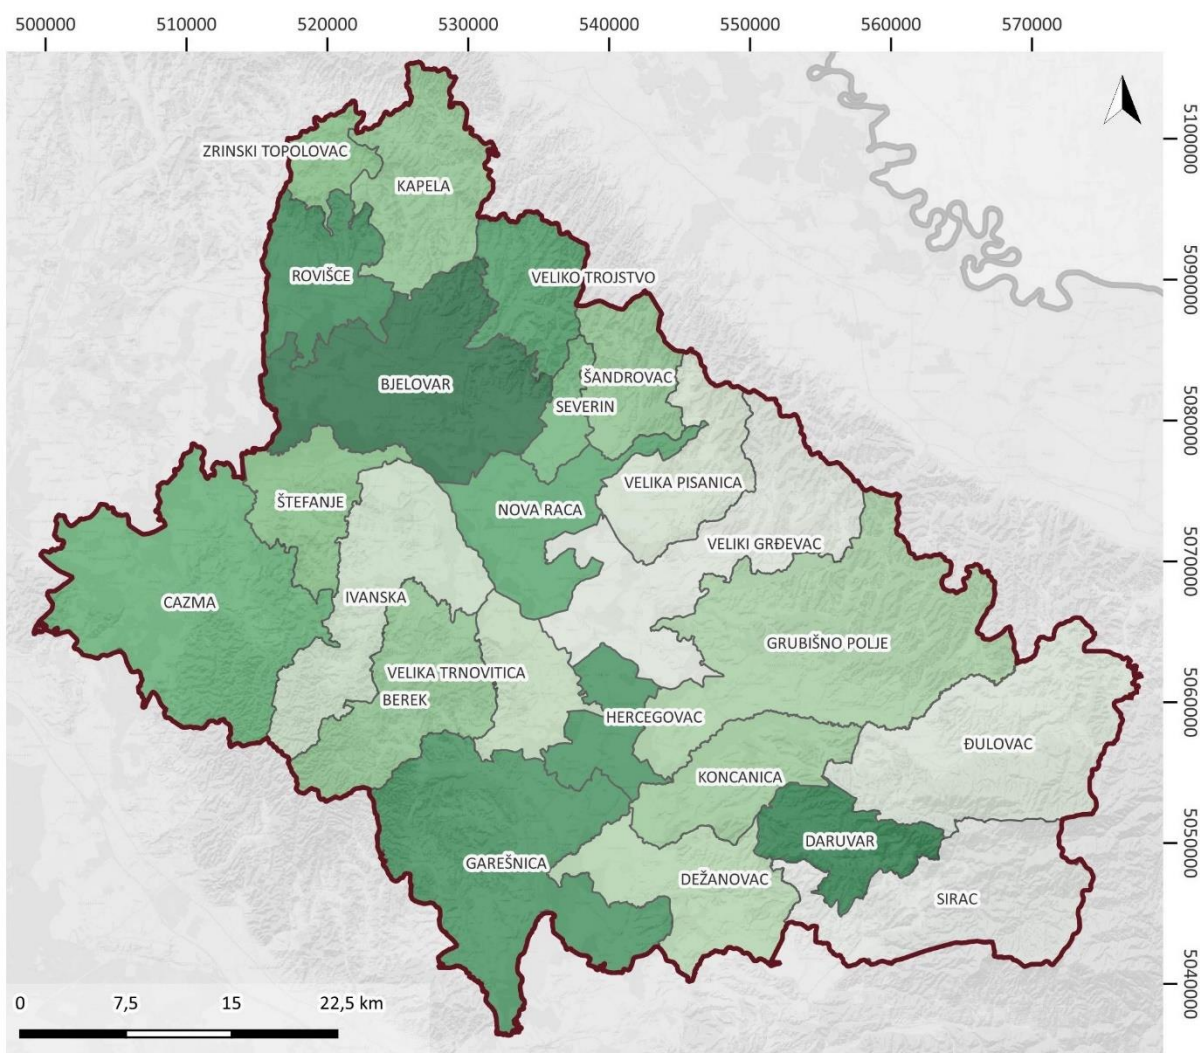 500000 510000 520000 530000 540000 550000 560000 570000
5100000
ZRINSKI TOPOLOVAC
KAPELA
ROVIŠCE
VELIKO TROJSTVO
5090000
BJELOVAR
ŠANDROVAC
SEVERIN
5080000
VELIKA PISANICA
ŠTEFANJE
NOVA RACA
VELIKI GRĐEVAC
5070000
IVANSKA
CAZMA
GRUBIŠNO POLJE
VELIKA TRNOVITICA
BEREK
5060000
HERCEGOVAC
ĐULOVAC
KONCANICA
DARUVAR
5050000
GAREŠNICA
DEŽANOVAC
SIRAC
5040000
0 7,5 15 22,5 km